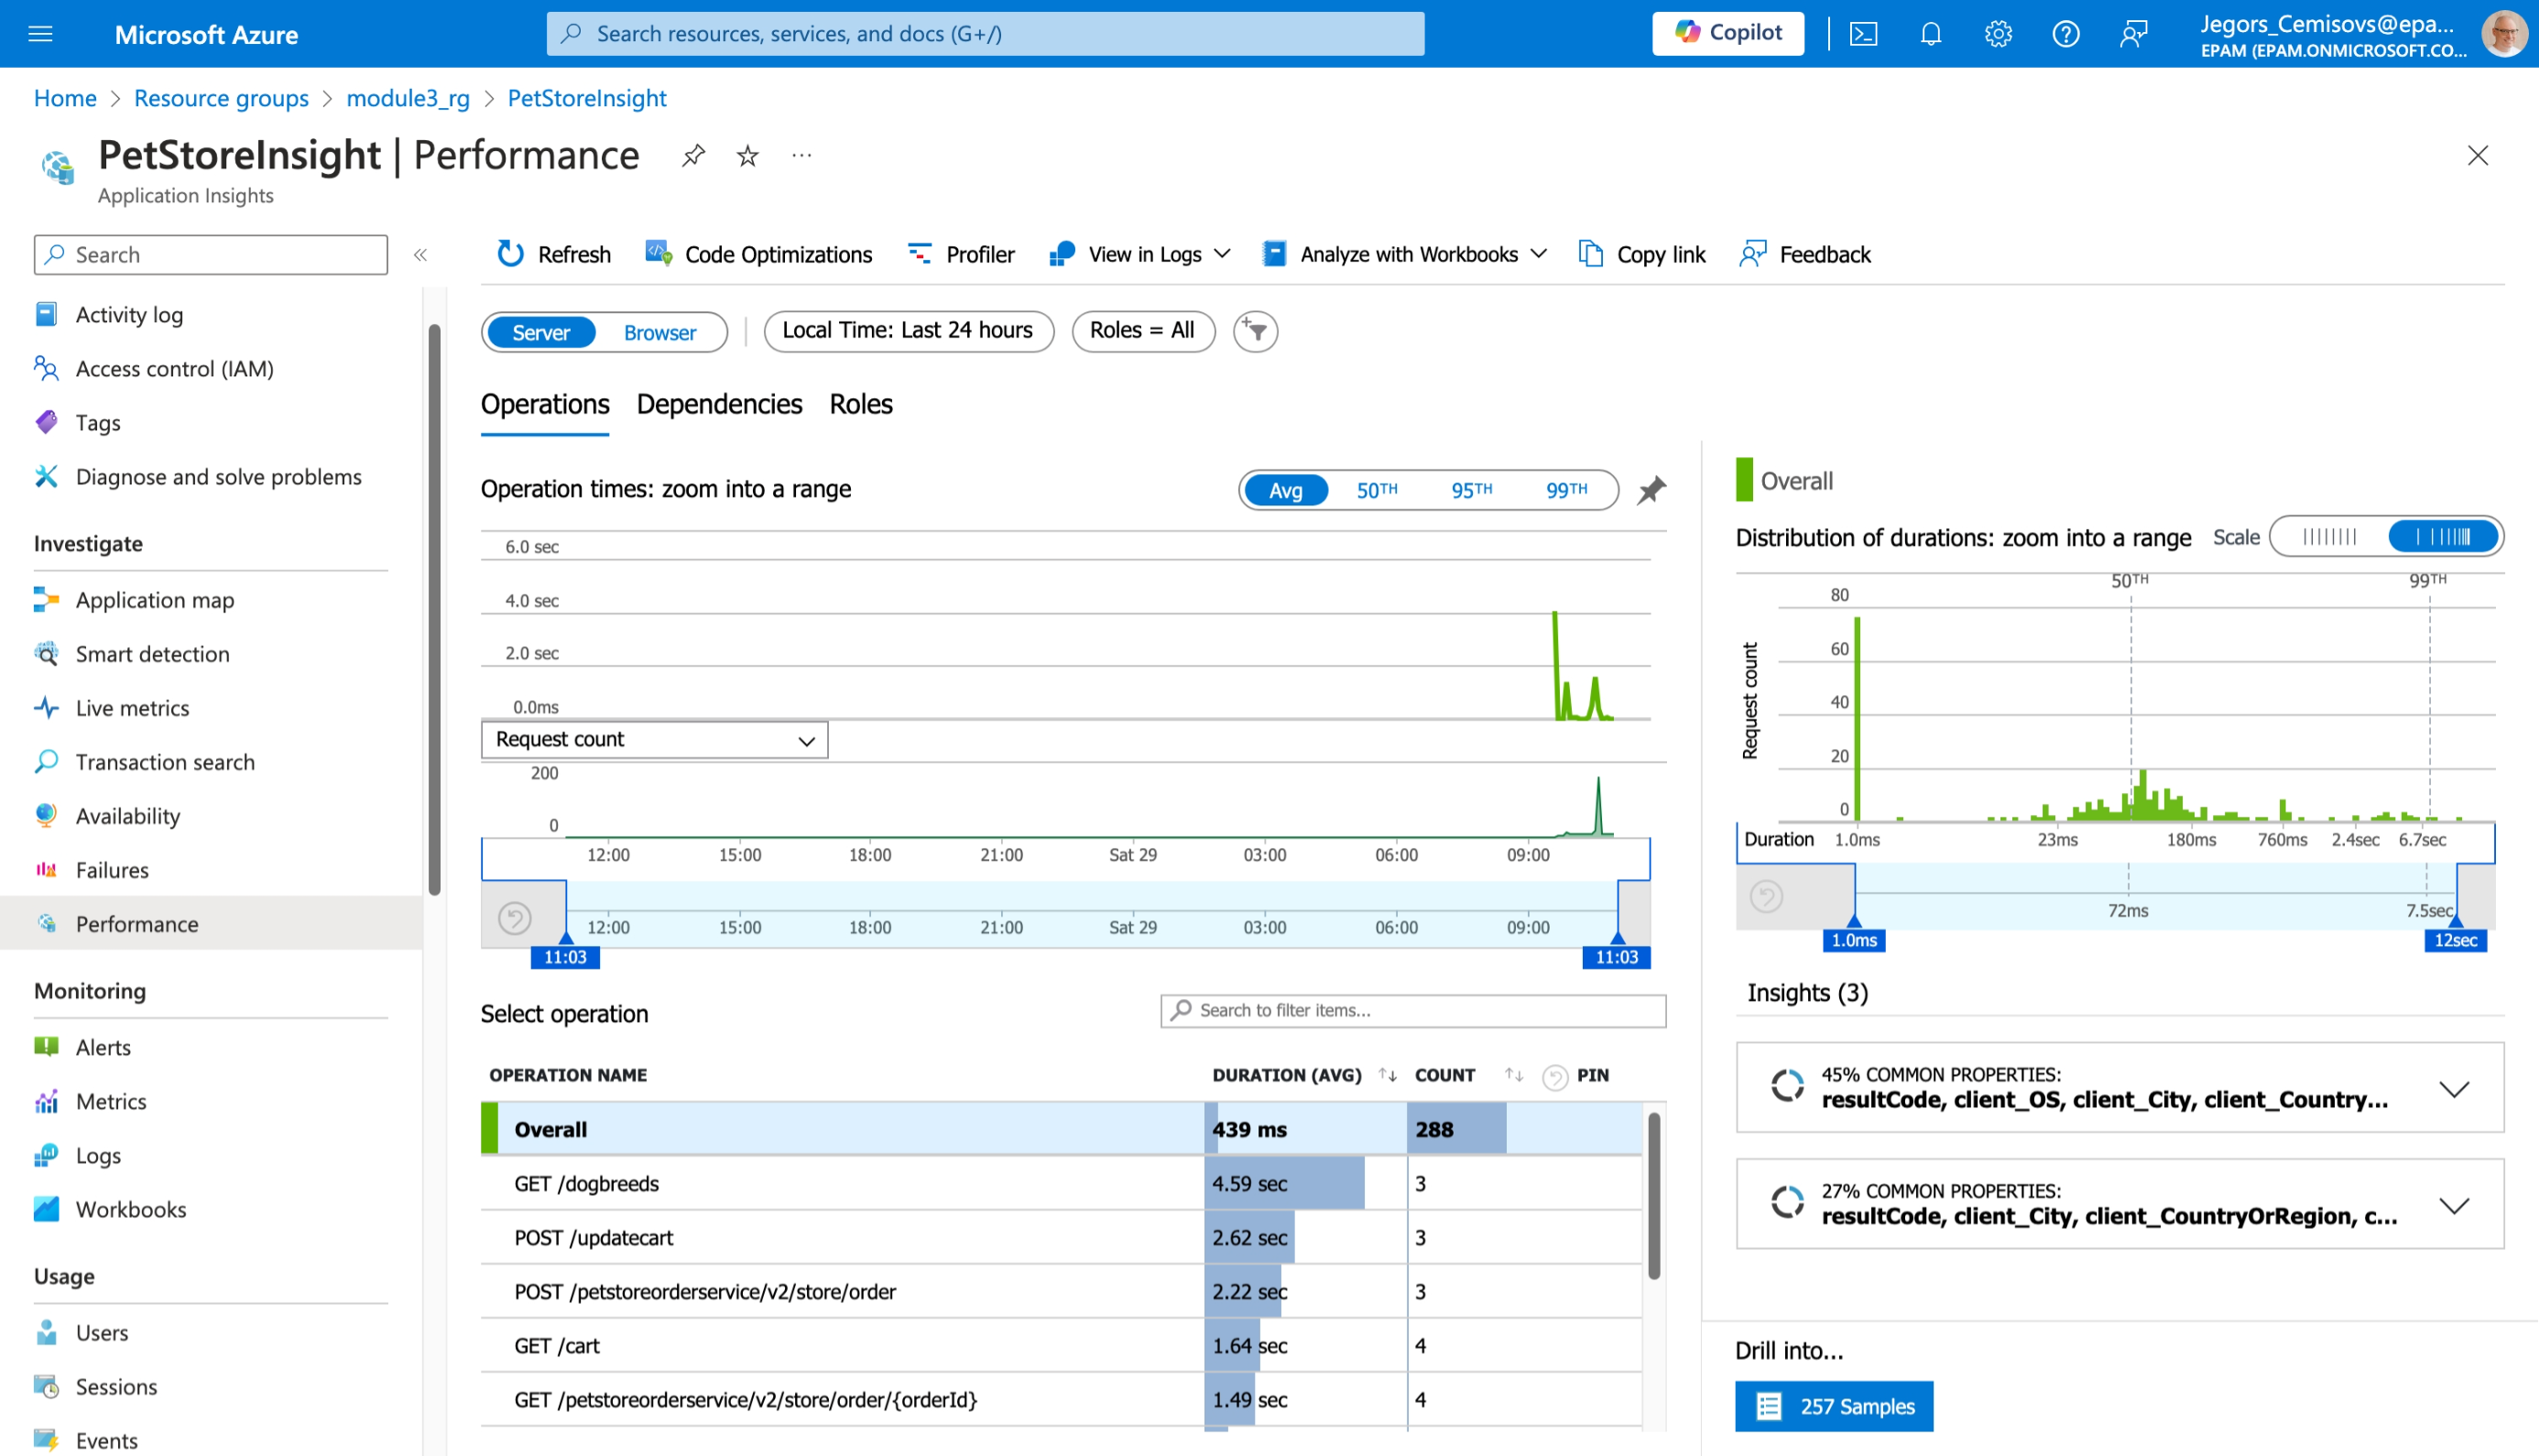 Microsoft Azure
Search resources, services, and docs (G+/)
Copilot
Jegors_Cemisovs@epa...
EPAM (EPAM.ONMICROSOFT.CO...
Home > Resource groups > module3_rg > PetStoreInsight
PetStoreInsight | Performance
Application Insights
Search
Refresh
Code Optimizations
Profiler
View in Logs
Analyze with Workbooks
Copy link
Feedback
Activity log
Access control (IAM)
Tags
Diagnose and solve problems
Investigate
Application map
Smart detection
Live metrics
Transaction search
Availability
Failures
Performance
Monitoring
Alerts
Metrics
Logs
Workbooks
Usage
Users
Sessions
Events
Server Browser
Local Time: Last 24 hours
Roles = All
Operations Dependencies Roles
Operation times: zoom into a range
Avg 50TH 95TH 99TH
6.0 sec
4.0 sec
2.0 sec
0.0ms
Request count
200
0
12:00 15:00 18:00 21:00 Sat 29 03:00 06:00 09:00
12:00 15:00 18:00 21:00 Sat 29 03:00 06:00 09:00
11:03 11:03
Select operation
Search to filter items...
OPERATION NAME DURATION (AVG) COUNT PIN
Overall 439 ms 288
GET /dogbreeds 4.59 sec 3
POST /updatecart 2.62 sec 3
POST /petstoreorderservice/v2/store/order 2.22 sec 3
GET /cart 1.64 sec 4
GET /petstoreorderservice/v2/store/order/{orderId} 1.49 sec 4
Overall
Distribution of durations: zoom into a range Scale
50TH 99TH
Request count
80
60
40
20
0
Duration 1.0ms 23ms 180ms 760ms 2.4sec 6.7sec
72ms 7.5sec
1.0ms 12sec
Insights (3)
45% COMMON PROPERTIES:
resultCode, client_OS, client_City, client_Country...
27% COMMON PROPERTIES:
resultCode, client_City, client_CountryOrRegion, c...
Drill into...
257 Samples